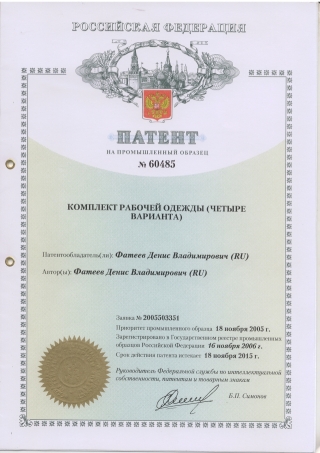 РОССИЙСКАЯ ФЕДЕРАЦИЯ
ПАТЕНТ
НА ПРОМЫШЛЕННЫЙ ОБРАЗЕЦ
№ 60485
КОМПЛЕКТ РАБОЧЕЙ ОДЕЖДЫ (ЧЕТЫРЕ
ВАРИАНТА)
Патентообладатель(ли): Фатеев Денис Владимирович (RU)
Автор(ы): Фатеев Денис Владимирович (RU)
Заявка № 2005503351
Приоритет промышленного образца 18 ноября 2005 г.
Зарегистрировано в Государственном реестре промышленных
образцов Российской Федерации 16 ноября 2006 г.
Срок действия патента истекает 18 ноября 2015 г.
Руководитель Федеральной службы по интеллектуальной
собственности, патентам и товарным знакам
Б.П. Симонов